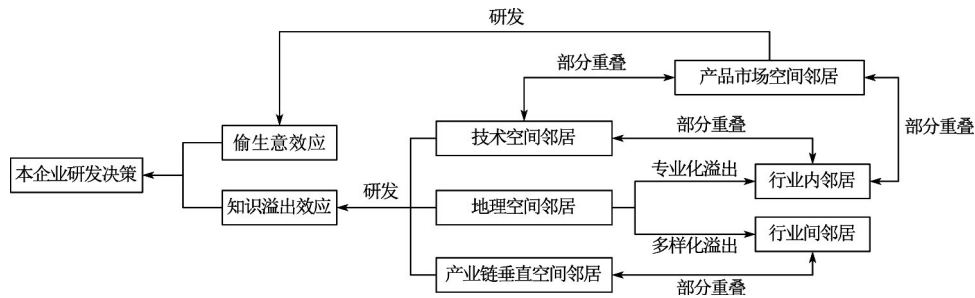 研发
部分重叠
产品市场空间邻居
偷生意效应
技术空间邻居
部分重叠
部分重叠
本企业研发决策
专业化溢出
行业内邻居
研发
知识溢出效应
地理空间邻居
多样化溢出
行业间邻居
产业链垂直空间邻居
部分重叠